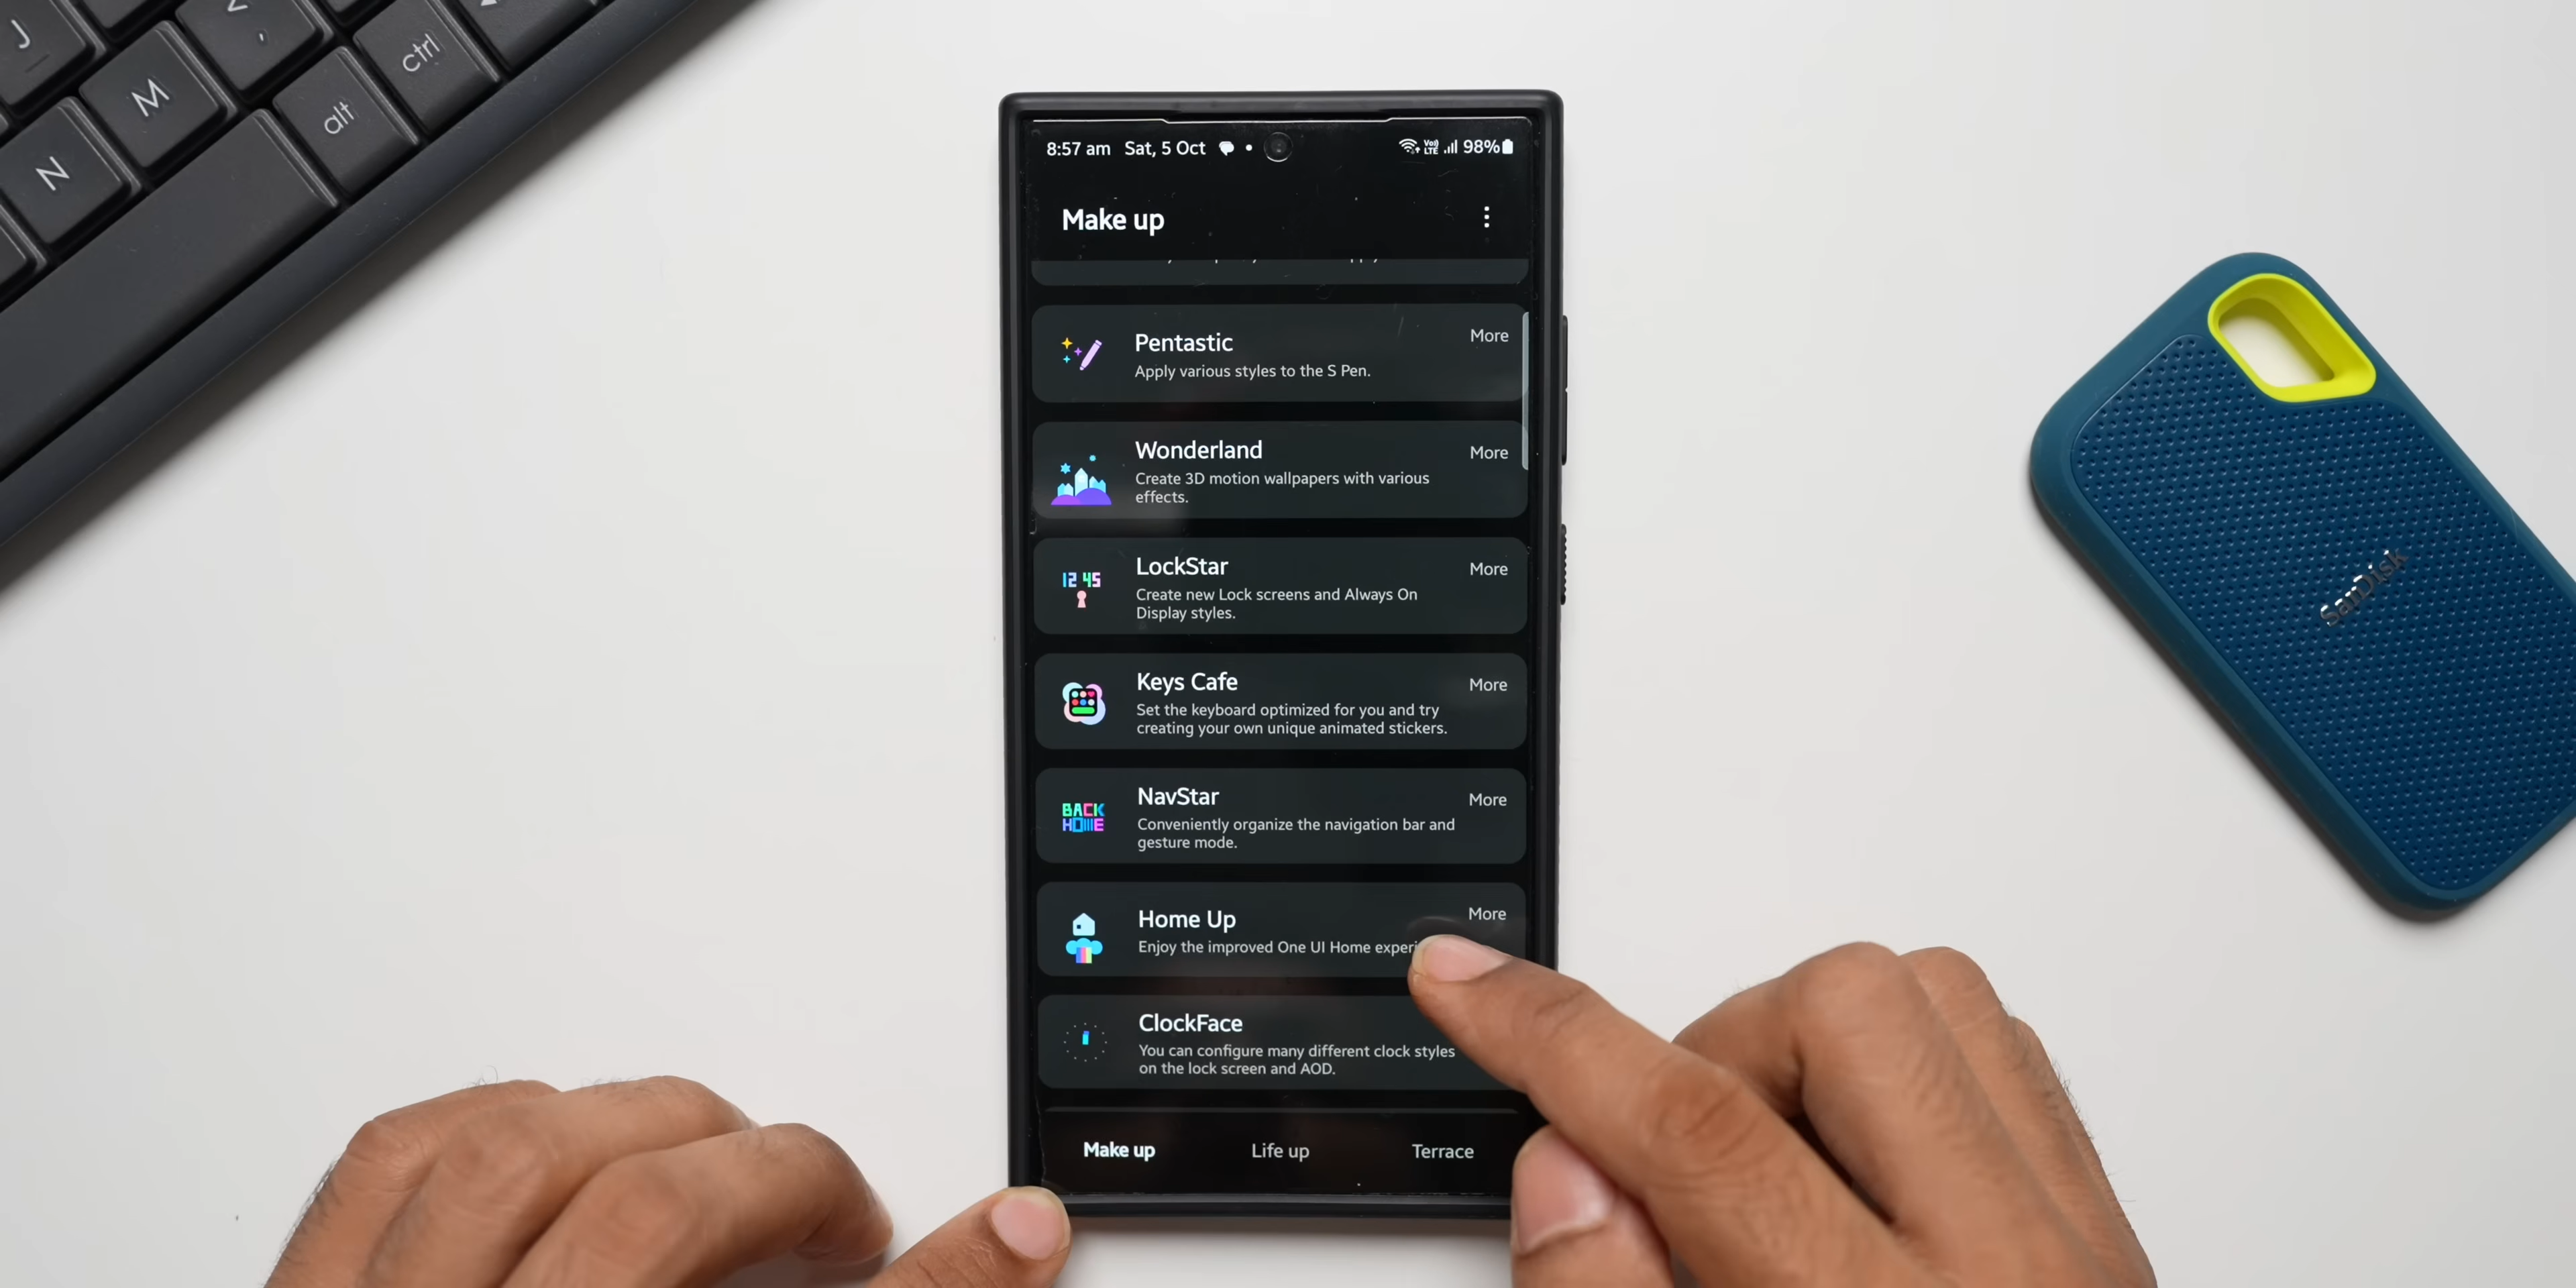 J
M
N
alt
ctrl
V
,
8:57 am Sat, 5 Oct
Vo))
LTE
98%
Make up
Pentastic
More
Apply various styles to the S Pen.
Wonderland
More
Create 3D motion wallpapers with various
effects.
12 45
LockStar
More
Create new Lock screens and Always On
Display styles.
Keys Cafe
More
Set the keyboard optimized for you and try
creating your own unique animated stickers.
BACK
HOME
NavStar
More
Conveniently organize the navigation bar and
gesture mode.
Home Up
More
Enjoy the improved One UI Home experi
ClockFace
You can configure many different clock styles
on the lock screen and AOD.
Make up Life up Terrace
SanDisk